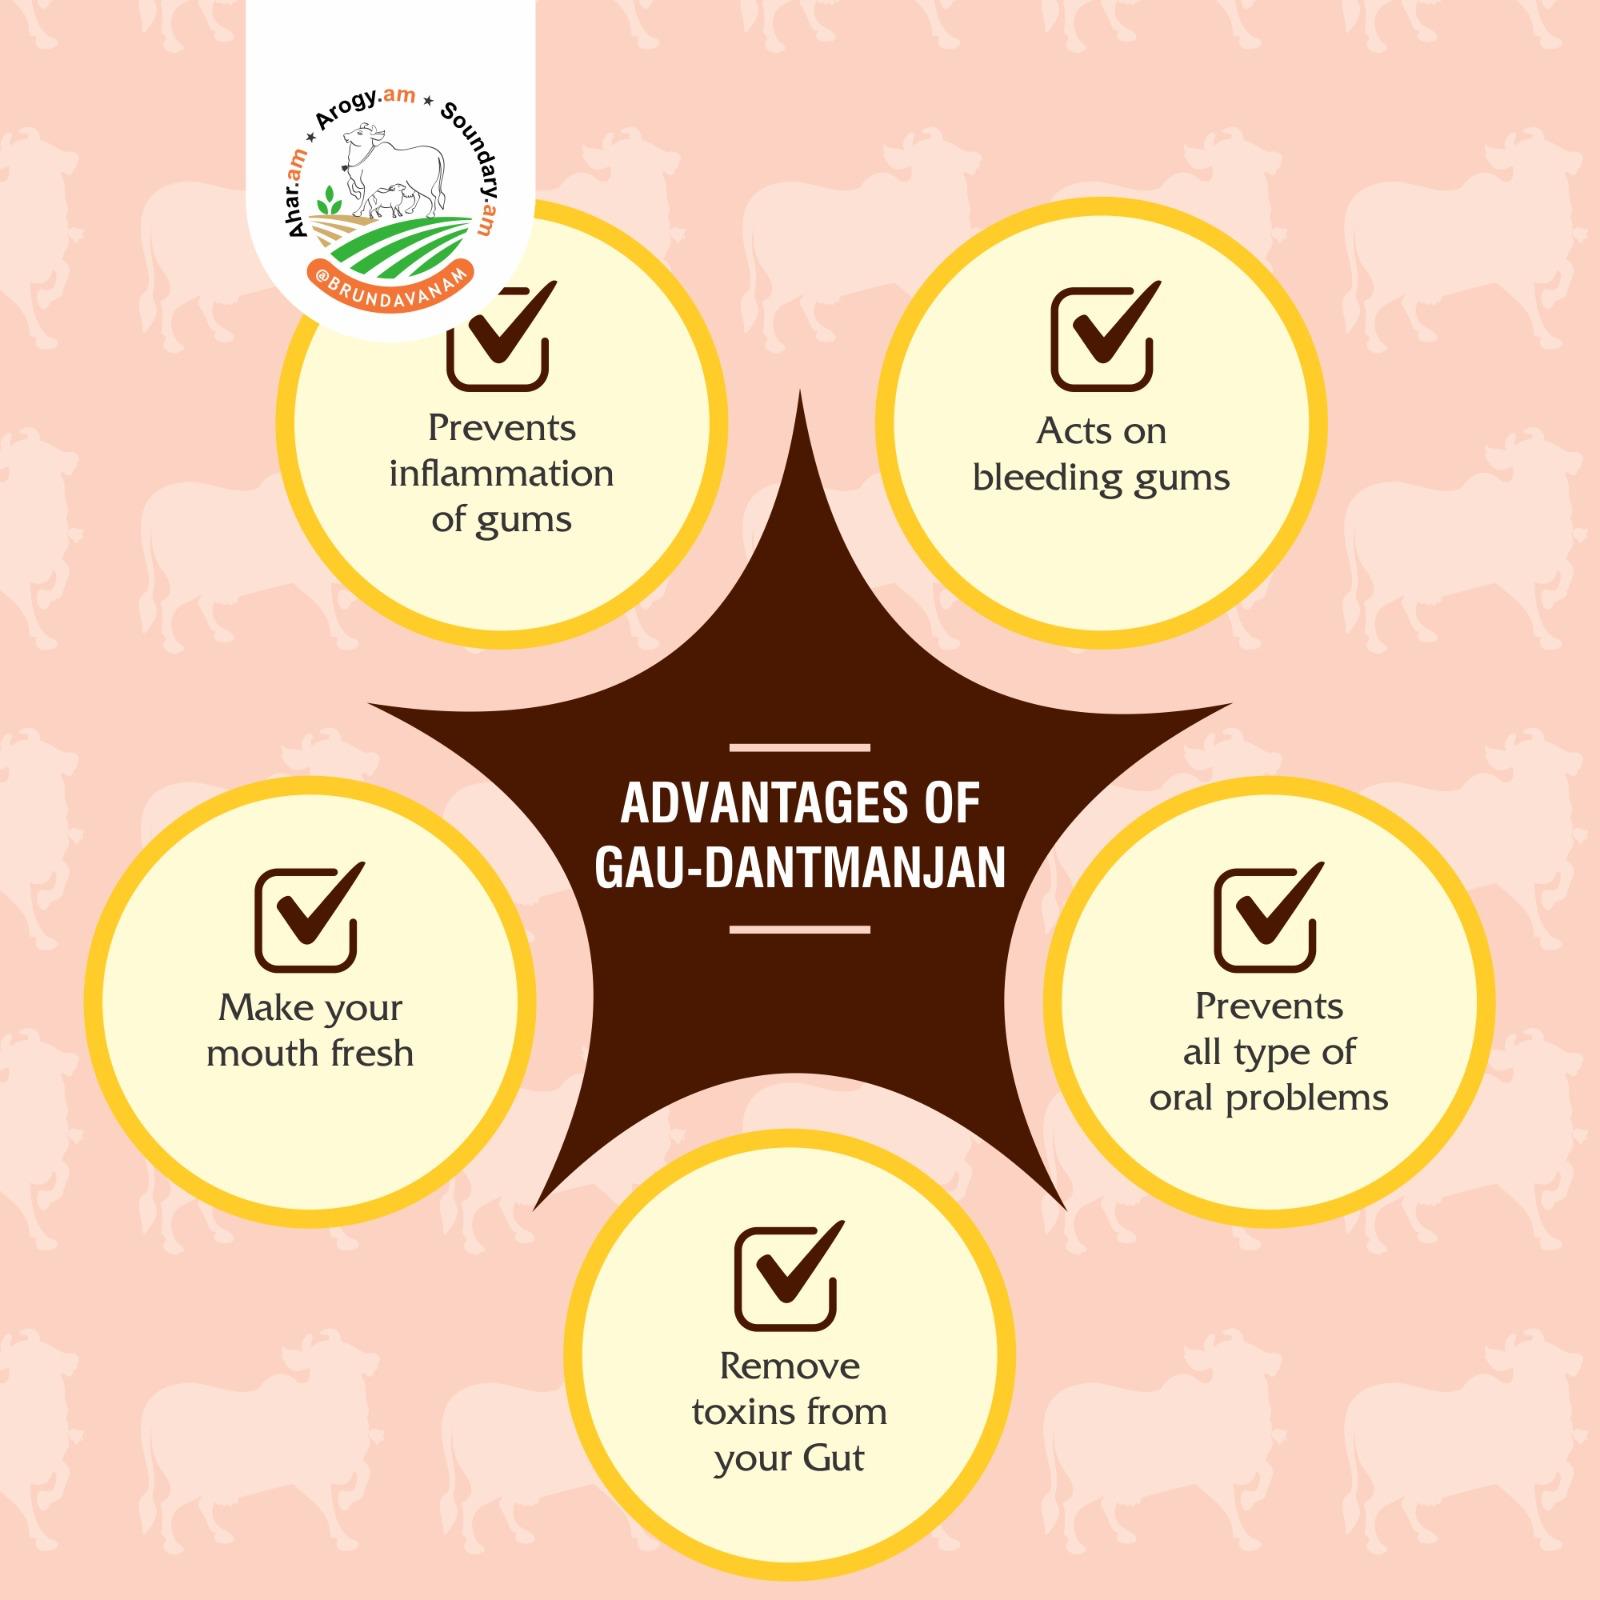 Ahar.am ★ Arogy.am ★ Soundary.am
@BRUNDAVANAM
Prevents
inflammation
of gums
Acts on
bleeding gums
ADVANTAGES OF
GAU-DANTMANJAN
Make your
mouth fresh
Prevents
all type of
oral problems
Remove
toxins from
your Gut